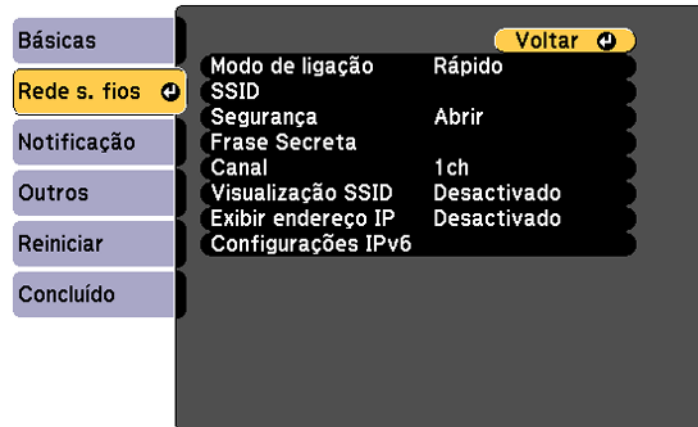 Básicas
Rede s. fios
Notificação
Outros
Reiniciar
Concluído
Voltar
Modo de ligação Rápido
SSID
Segurança Abrir
Frase Secreta
Canal 1ch
Visualização SSID Desactivado
Exibir endereço IP Desactivado
Configurações IPv6